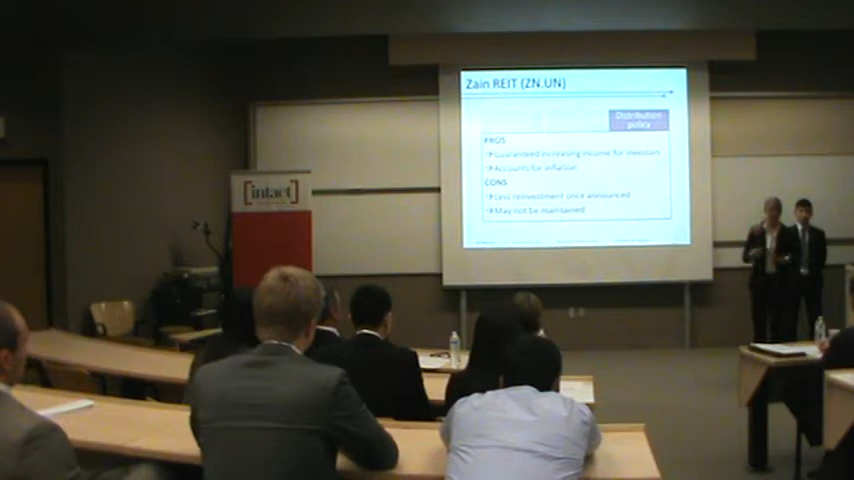 Zain REIT (ZN.UN)
Distribution
policy
PROS
Guaranteed increasing income for investors
Accounts for inflation
CONS
Less reinvestment once announced
May not be maintained
[intact]